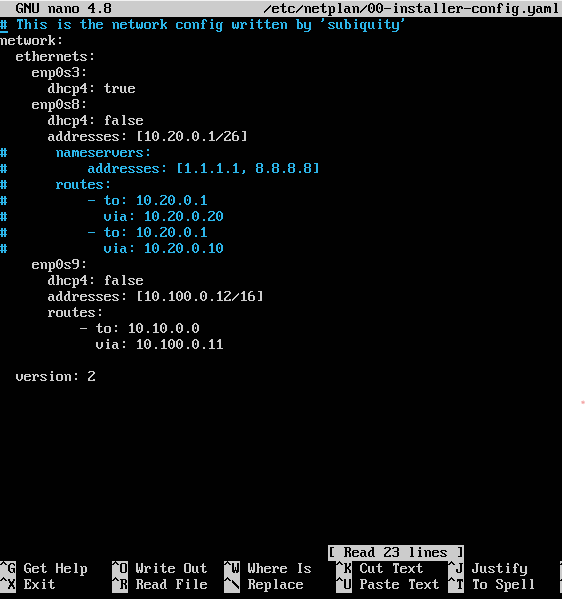 GNU nano 4.8 /etc/netplan/00-installer-config.yaml
# This is the network config written by 'subiquity'
network:
  ethernets:
    enp0s3:
      dhcp4: true
    enp0s8:
      dhcp4: false
      addresses: [10.20.0.1/26]
#      nameservers:
#          addresses: [1.1.1.1, 8.8.8.8]
#      routes:
#          - to: 10.20.0.1
#            via: 10.20.0.20
#          - to: 10.20.0.1
#            via: 10.20.0.10
    enp0s9:
      dhcp4: false
      addresses: [10.100.0.12/16]
      routes:
          - to: 10.10.0.0
            via: 10.100.0.11
  version: 2
[ Read 23 lines ]
^G Get Help ^O Write Out ^W Where Is ^K Cut Text ^J Justify
^X Exit ^R Read File ^\ Replace ^U Paste Text ^T To Spell